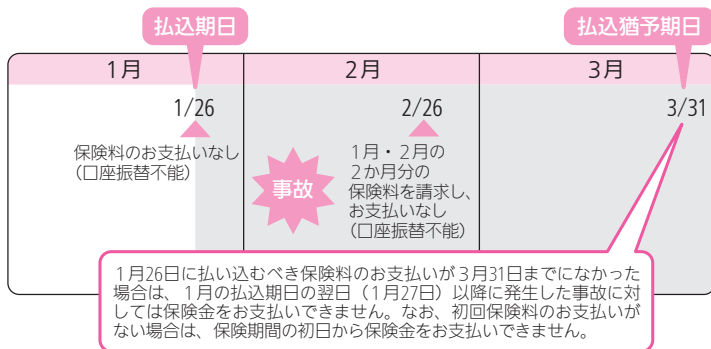 払込期日
払込猶予期日
1月
2月
3月
1/26
2/26
3/31
保険料のお支払いなし
（口座振替不能）
事故
1月・2月の
2か月分の
保険料を請求し、
お支払いなし
（口座振替不能）
1月26日に払い込むべき保険料のお支払いが3月31日までになかった
場合は、1月の払込期日の翌日（1月27日）以降に発生した事故に対
しては保険金をお支払いできません。なお、初回保険料のお支払いが
ない場合は、保険期間の初日から保険金をお支払いできません。